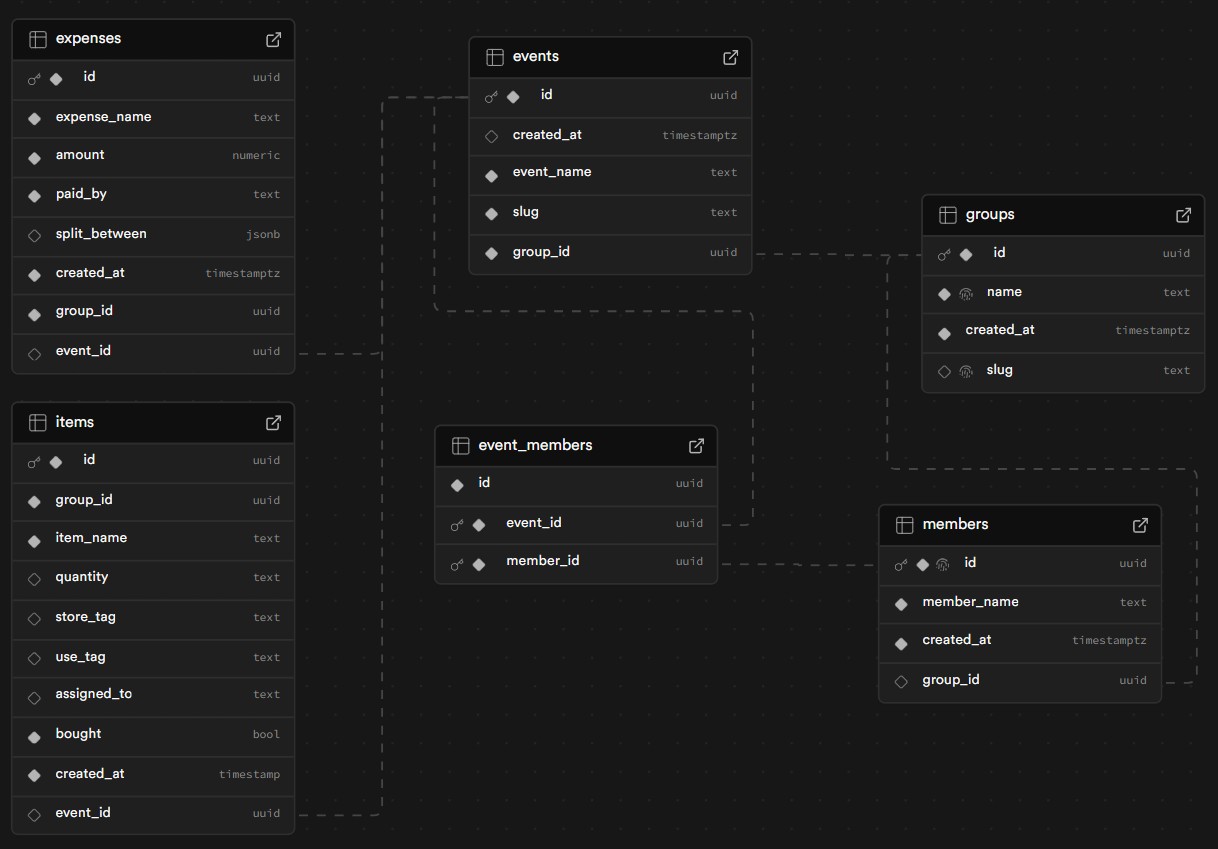 expenses
id uuid
expense_name text
amount numeric
paid_by text
split_between jsonb
created_at timestamptz
group_id uuid
event_id uuid
items
id uuid
group_id uuid
item_name text
quantity text
store_tag text
use_tag text
assigned_to text
bought bool
created_at timestamp
event_id uuid
events
id uuid
created_at timestamptz
event_name text
slug text
group_id uuid
event_members
id uuid
event_id uuid
member_id uuid
groups
id uuid
name text
created_at timestamptz
slug text
members
id uuid
member_name text
created_at timestamptz
group_id uuid